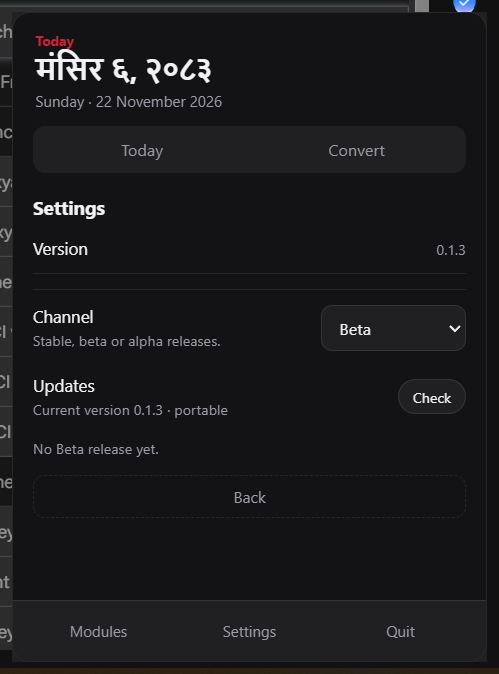 Today
मंसिर ६, २०८३
Sunday · 22 November 2026
Today
Convert
Settings
Version
0.1.3
Channel
Stable, beta or alpha releases.
Beta
Updates
Current version 0.1.3 · portable
Check
No Beta release yet.
Back
Modules
Settings
Quit